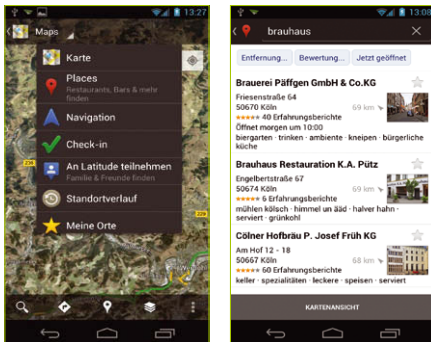 13:27
Maps
Karte
Places
Restaurants, Bars & mehr
finden
Navigation
Check-in
An Latitude teilnehmen
Familie & Freunde finden
Standortverlauf
Meine Orte
236
229
13:08
brauhaus
Entfernung...
Bewertung...
Jetzt geöffnet
Brauerei Päffgen GmbH & Co.KG
Friesenstraße 64
50670 Köln
69 km
40 Erfahrungsberichte
Öffnet morgen um 10:00
biergarten · trinken · ambiente · kneipen · bürgerliche
küche
Brauhaus Restauration K.A. Pütz
Engelbertstraße 67
50674 Köln
69 km
6 Erfahrungsberichte
mühlen kölsch · himmel un ääd · halver hahn ·
serviert · grünkohl
Cölner Hofbräu P. Josef Früh KG
Am Hof 12 - 18
50667 Köln
68 km
60 Erfahrungsberichte
keller · spezialitäten · leckere · speisen · serviert
KARTENANSICHT